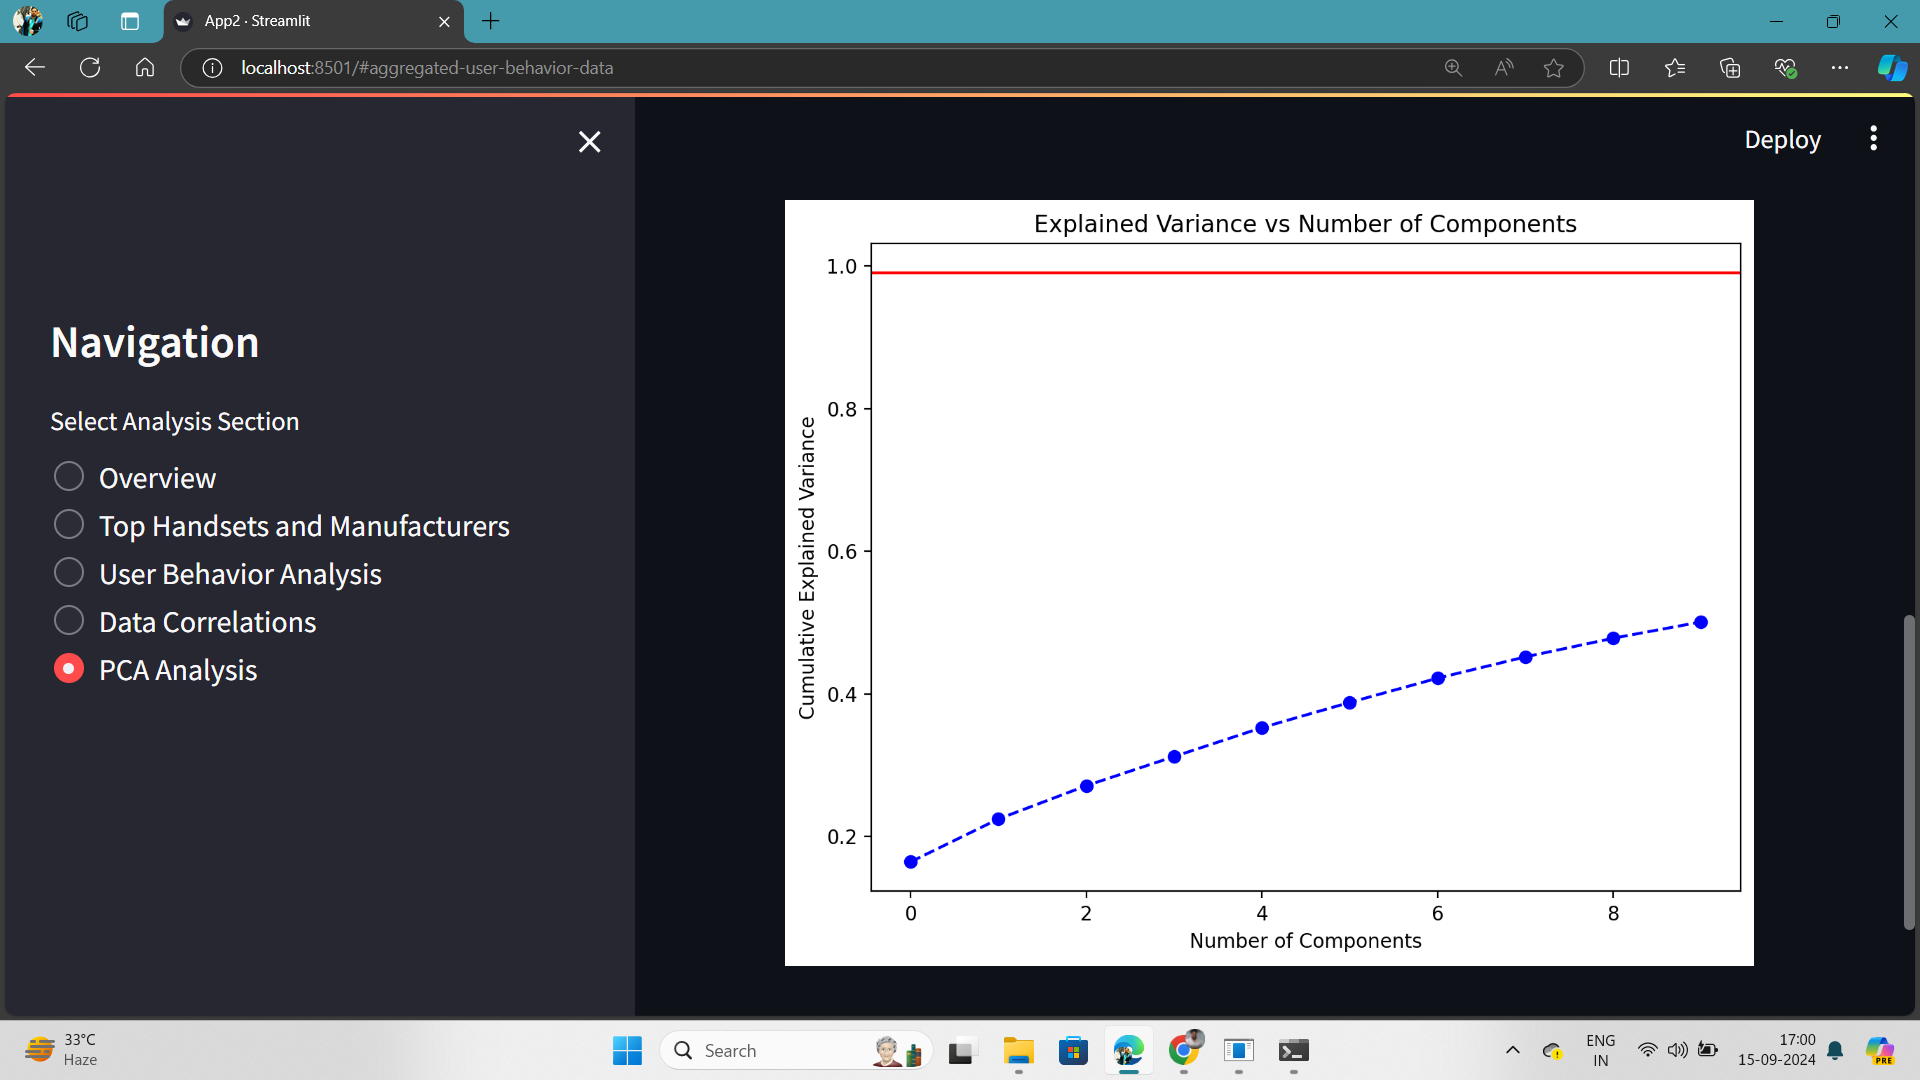 App2 · Streamlit
localhost:8501/#aggregated-user-behavior-data
Deploy
Navigation
Select Analysis Section
Overview
Top Handsets and Manufacturers
User Behavior Analysis
Data Correlations
PCA Analysis
Explained Variance vs Number of Components
1.0
0.8
0.6
0.4
0.2
Cumulative Explained Variance
0 2 4 6 8
Number of Components
33°C
Haze
Search
ENG
IN
17:00
15-09-2024
PRE